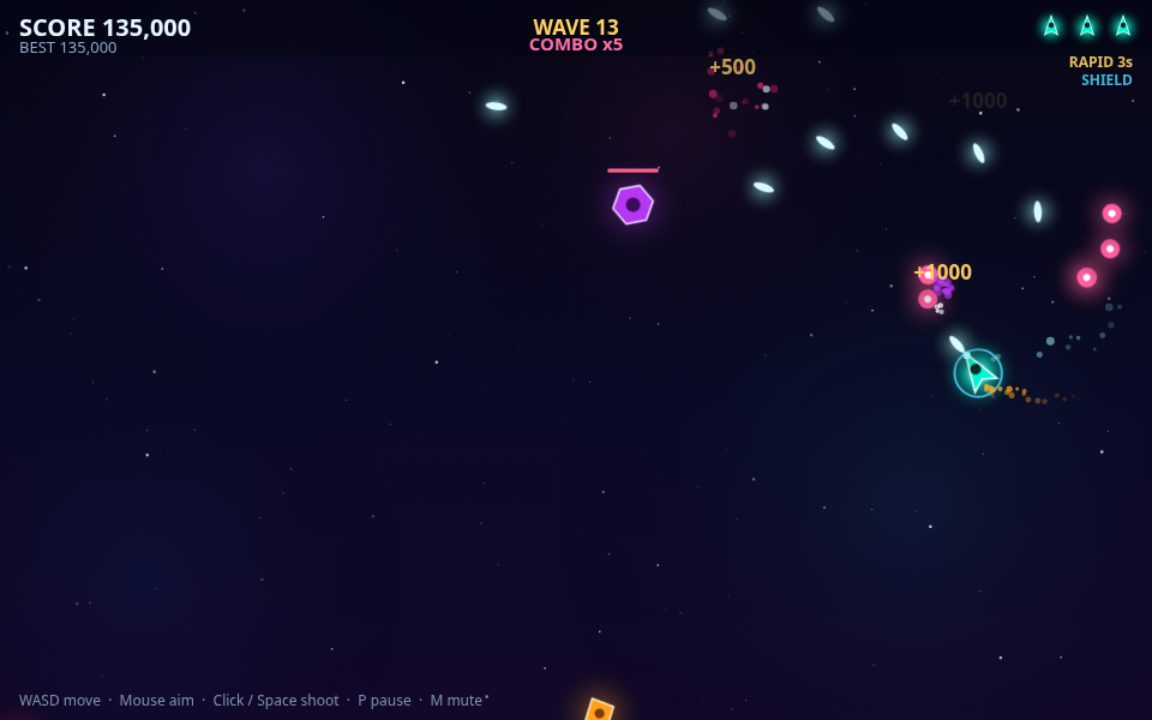 SCORE 135,000
BEST 135,000
WAVE 13
COMBO x5
RAPID 3s
SHIELD
+500
+1000
+1000
WASD move · Mouse aim · Click / Space shoot · P pause · M mute